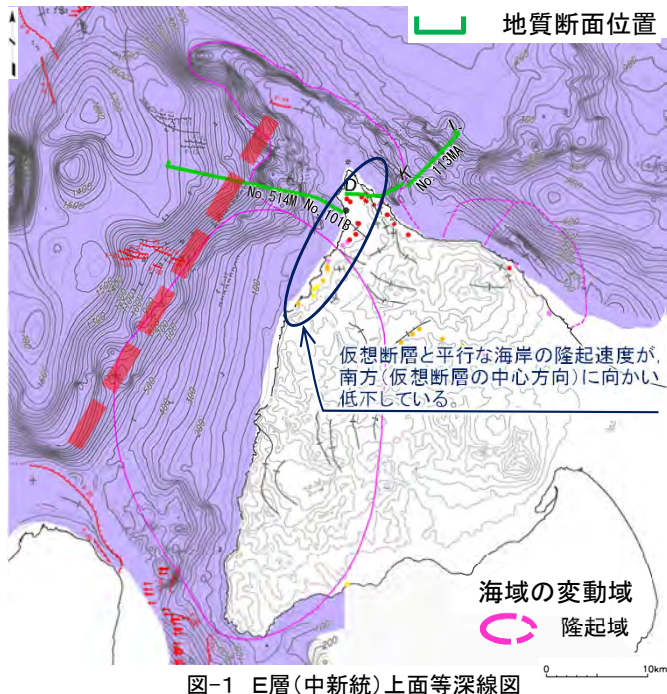 地質断面位置
No.514M No.101B
D
K
I.
No.113MA
仮想断層と平行な海岸の隆起速度が,
南方(仮想断層の中心方向)に向かい
低下している。
海域の変動域
隆起域
0 10km
図-1 E層(中新統)上面等深線図